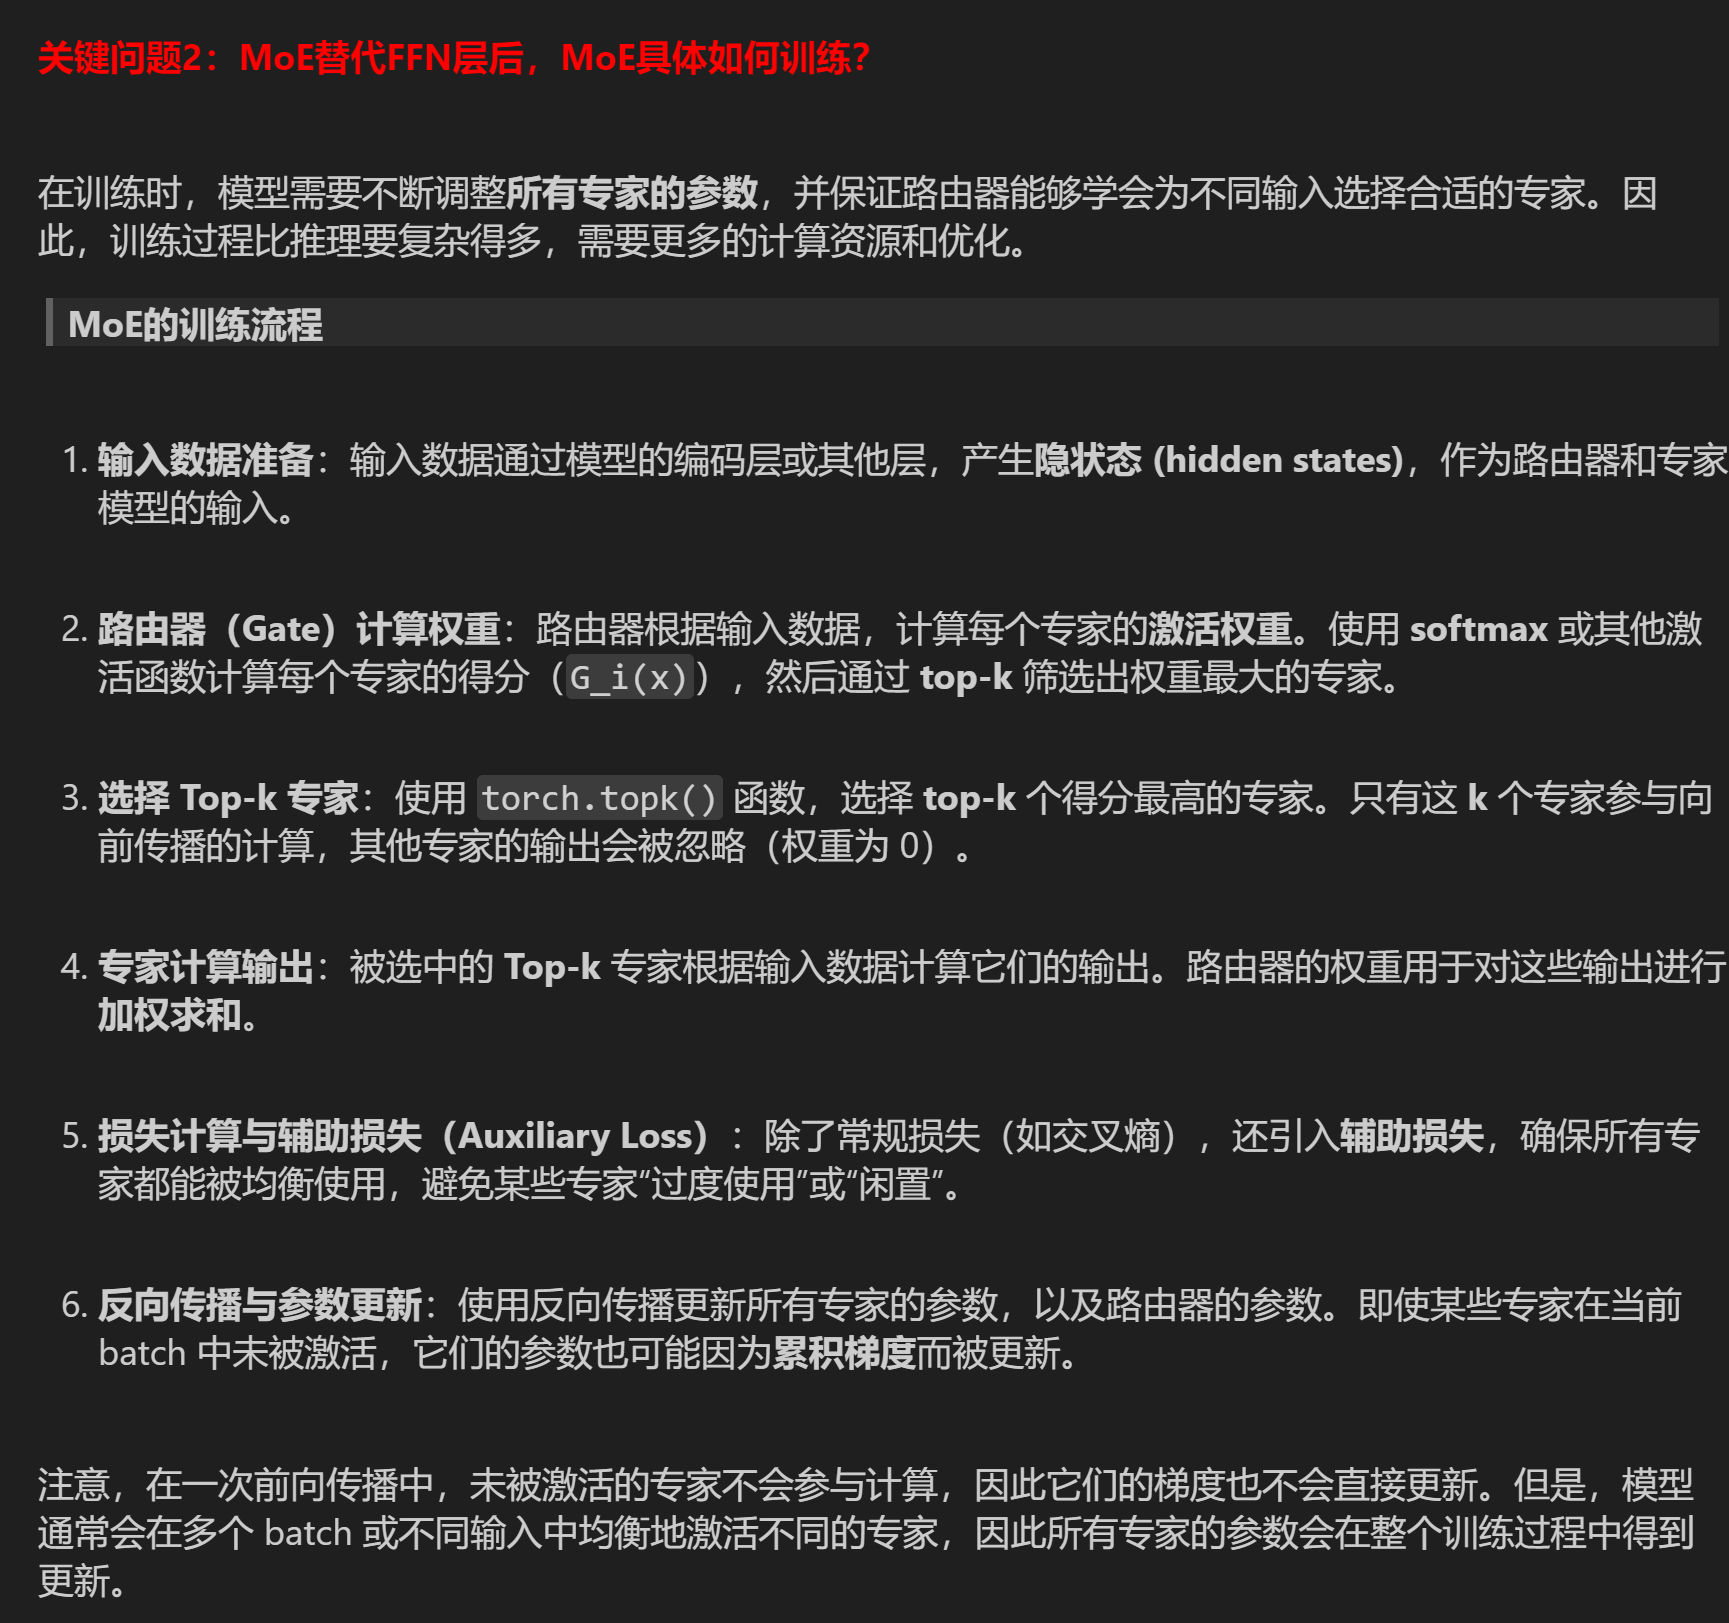 关键问题2：MoE替代FFN层后，MoE具体如何训练？
在训练时，模型需要不断调整所有专家的参数，并保证路由器能够学会为不同输入选择合适的专家。因
此，训练过程比推理要复杂得多，需要更多的计算资源和优化。
MoE的训练流程
1. 输入数据准备：输入数据通过模型的编码层或其他层，产生隐状态 (hidden states)，作为路由器和专家
模型的输入。
2. 路由器（Gate）计算权重：路由器根据输入数据，计算每个专家的激活权重。使用 softmax 或其他激
活函数计算每个专家的得分（G_i(x)），然后通过 top-k 筛选出权重最大的专家。
3. 选择 Top-k 专家：使用 torch.topk() 函数，选择 top-k 个得分最高的专家。只有这 k 个专家参与向
前传播的计算，其他专家的输出会被忽略（权重为 0）。
4. 专家计算输出：被选中的 Top-k 专家根据输入数据计算它们的输出。路由器的权重用于对这些输出进行
加权求和。
5. 损失计算与辅助损失（Auxiliary Loss）：除了常规损失（如交叉熵），还引入辅助损失，确保所有专
家都能被均衡使用，避免某些专家“过度使用”或“闲置”。
6. 反向传播与参数更新：使用反向传播更新所有专家的参数，以及路由器的参数。即使某些专家在当前
batch 中未被激活，它们的参数也可能因为累积梯度而被更新。
注意，在一次前向传播中，未被激活的专家不会参与计算，因此它们的梯度也不会直接更新。但是，模型
通常会在多个 batch 或不同输入中均衡地激活不同的专家，因此所有专家的参数会在整个训练过程中得到
更新。